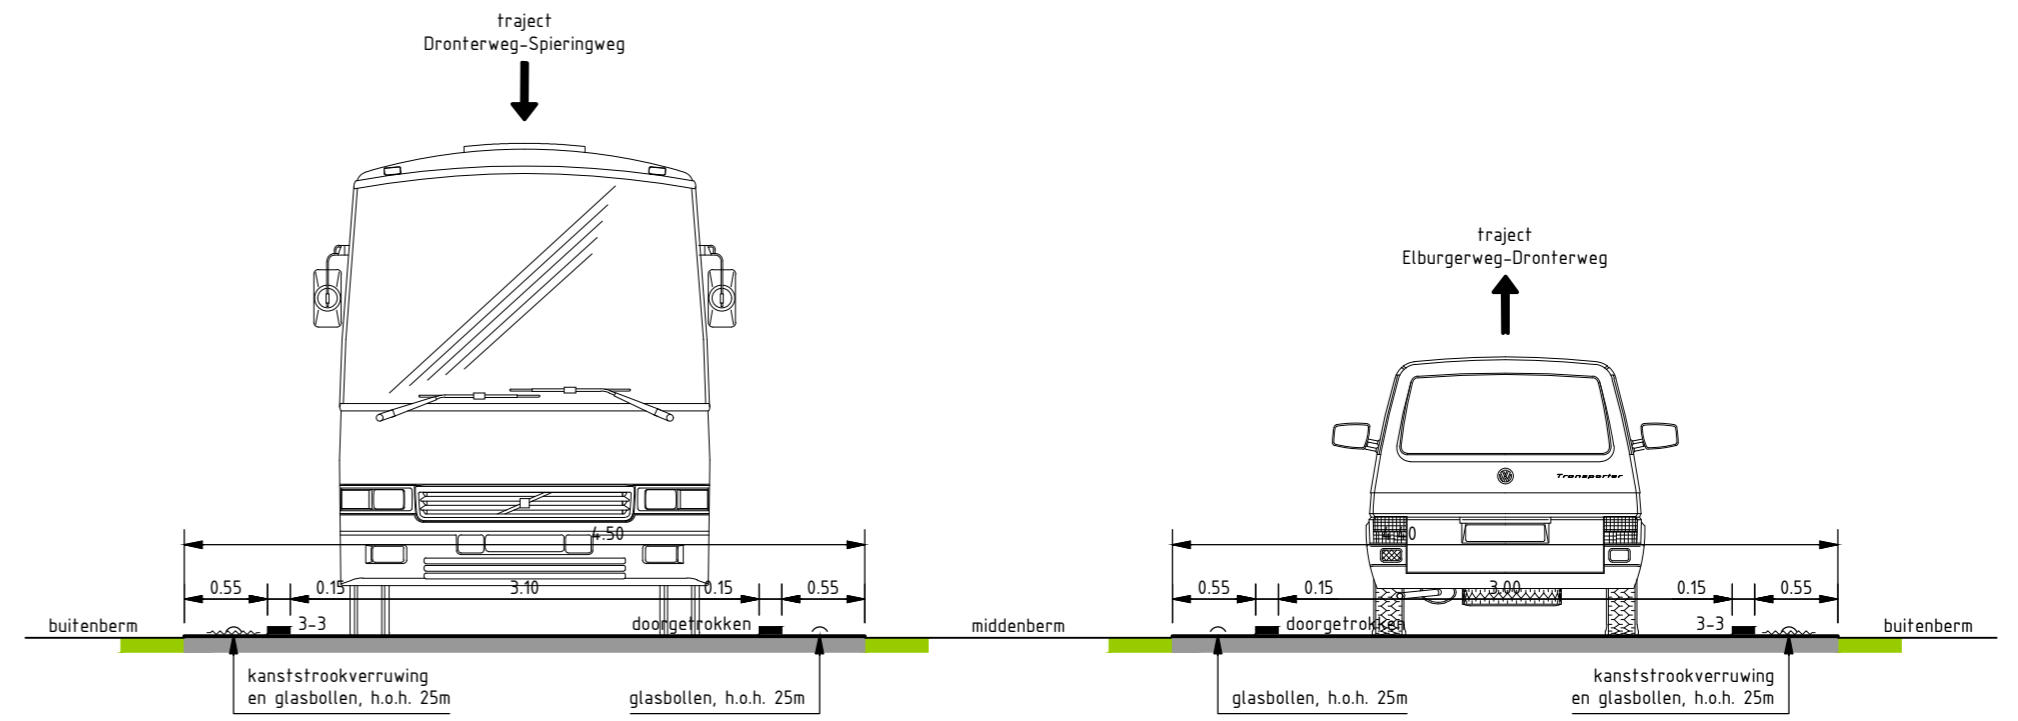 traject
Dronterweg-Spieringweg
traject
Elburgerweg-Dronterweg
Transporter
4.50
4.40
0.55
0.15
3.10
0.15
0.55
0.55
0.15
3.00
0.15
0.55
buitenberm
3-3
doorgetrokken
middenberm
doorgetrokken
3-3
buitenberm
kanststrookverruwing
en glasbollen, h.o.h. 25m
glasbollen, h.o.h. 25m
glasbollen, h.o.h. 25m
kanststrookverruwing
en glasbollen, h.o.h. 25m